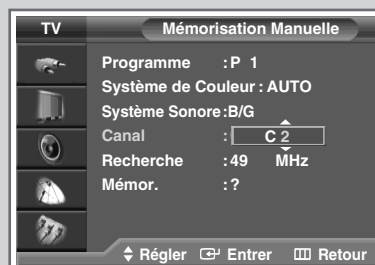 TV Mémorisation Manuelle
Programme : P 1
Système de Couleur : AUTO
Système Sonore : B/G
Canal : C 2
Recherche : 49 MHz
Mémor. : ?
Régler Entrer Retour